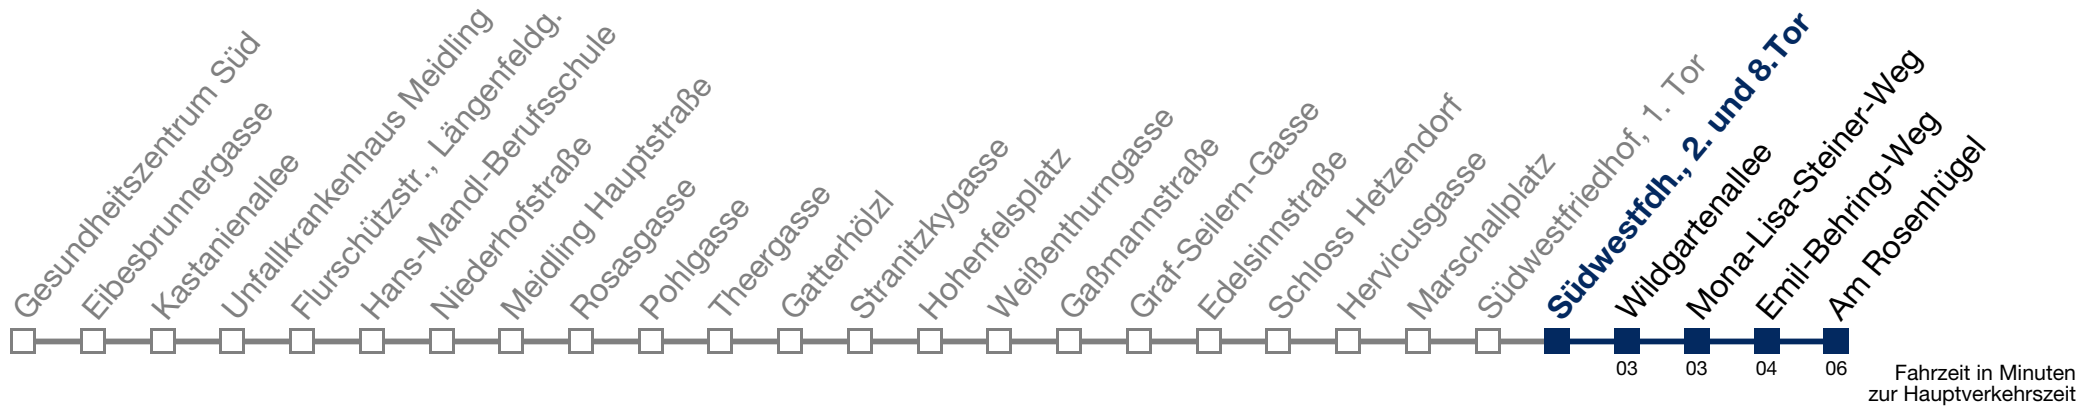 Gesundheitszentrum Süd
Eibesbrunnergasse
Kastanienallee
Unfallkrankenhaus Meidling
Flurschützstr., Längenfeldg.
Hans-Mandl-Berufsschule
Niederhofstraße
Meidling Hauptstraße
Rosasgasse
Pohlgasse
Theergasse
Gatterhölzl
Stranitzkygasse
Hohenfelsplatz
Weißenthurngasse
Gaßmannstraße
Graf-Seilern-Gasse
Edelsinnstraße
Schloss Hetzendorf
Hervicusgasse
Marschallplatz
Südwestfriedhof, 1. Tor
Südwestfdh., 2. und 8.Tor
Wildgartenallee
Mona-Lisa-Steiner-Weg
Emil-Behring-Weg
Am Rosenhügel
03
03
04
06
Fahrzeit in Minuten
zur Hauptverkehrszeit